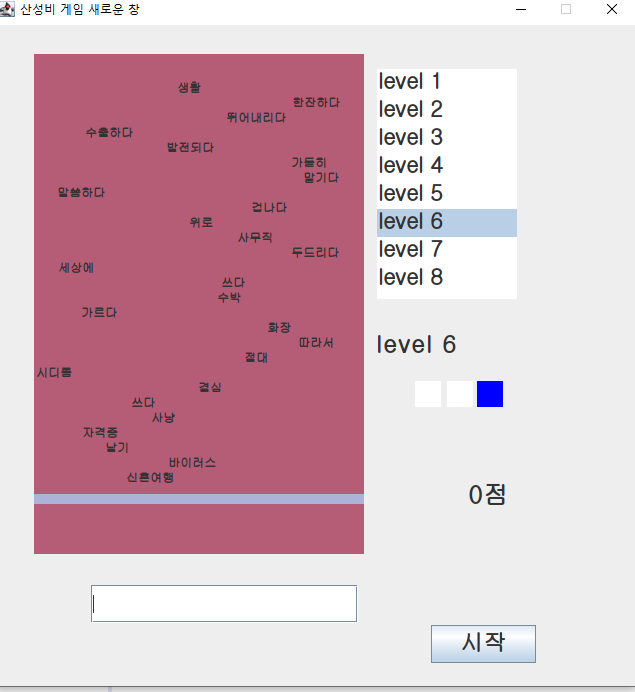 산성비 게임 새로운 창
생활
한잔하다
뛰어내리다
수출하다
발전되다
가득히
맡기다
말씀하다
겁나다
위로
사무직
두드리다
세상에
쓰다
수박
가르다
화장
따라서
절대
시디롬
결심
쓰다
사냥
자격증
낳기
바이러스
신혼여행
level 1
level 2
level 3
level 4
level 5
level 6
level 7
level 8
level 6
0점
시작